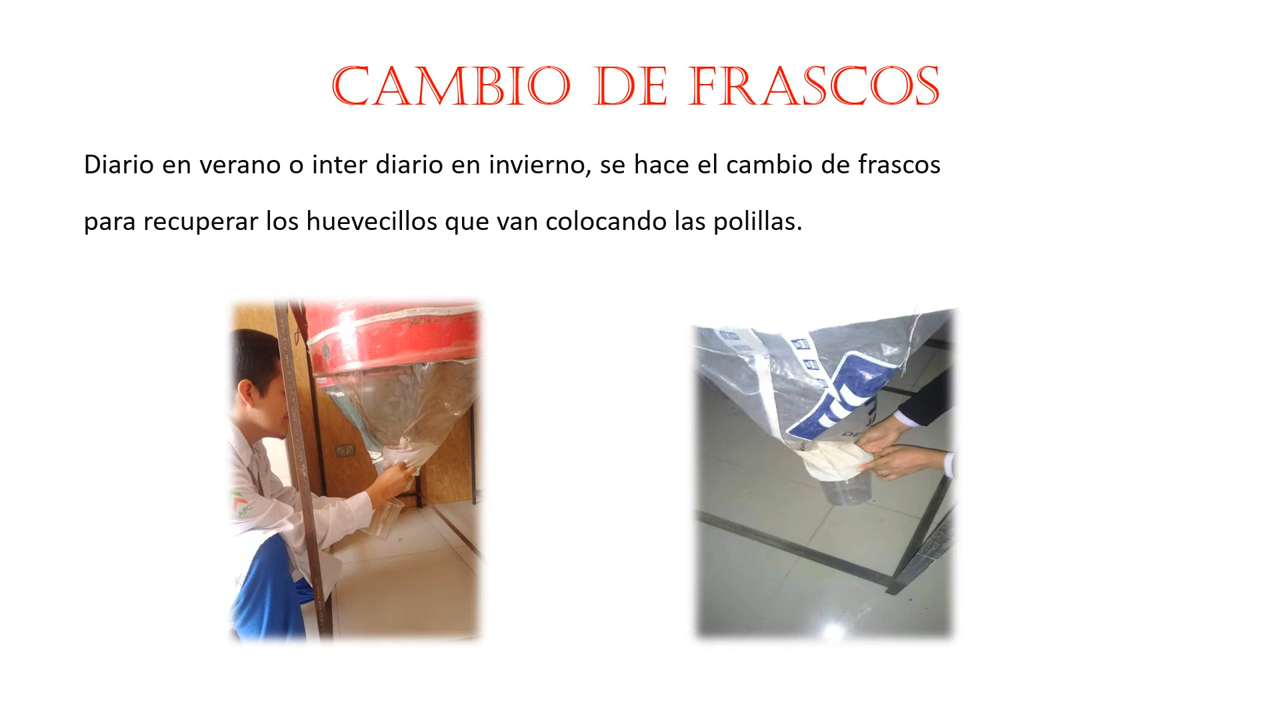 CAMBIO DE FRASCOS
Diario en verano o inter diario en invierno, se hace el cambio de frascos
para recuperar los huevecillos que van colocando las polillas.